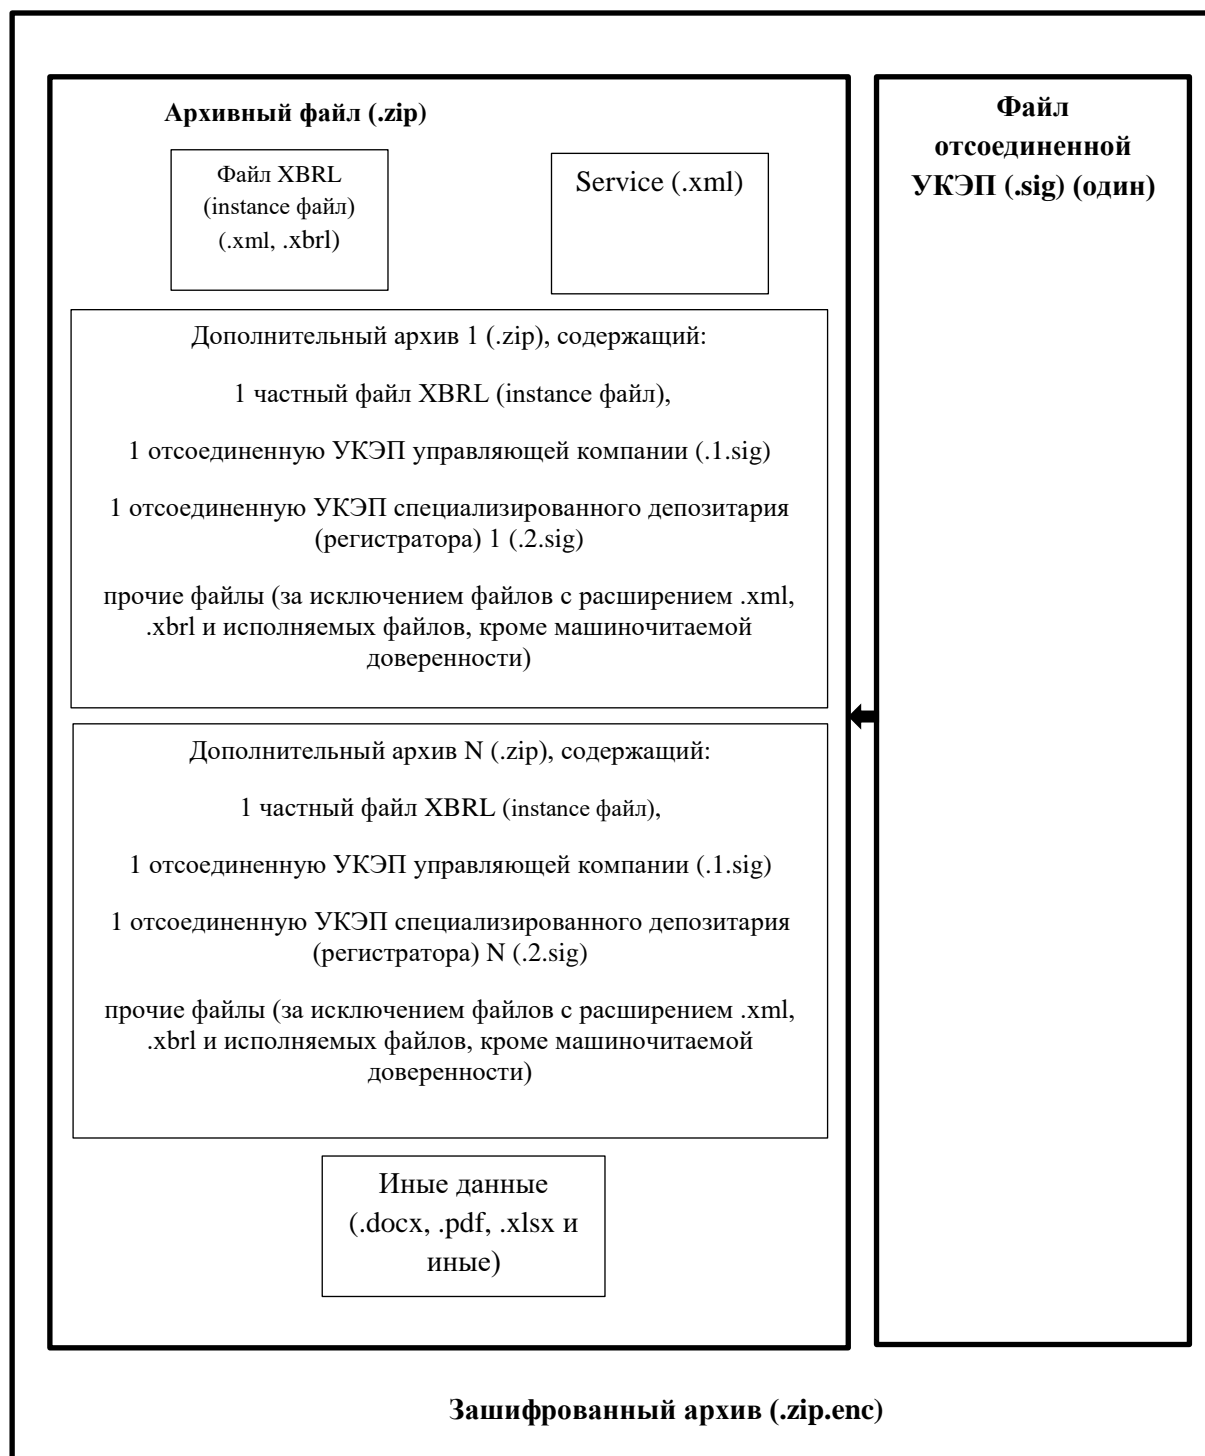 Архивный файл (.zip)
Файл XBRL
(instance файл)
(.xml, .xbrl)
Service (.xml)
Дополнительный архив 1 (.zip), содержащий:
1 частный файл XBRL (instance файл),
1 отсоединенную УКЭП управляющей компании (.1.sig)
1 отсоединенную УКЭП специализированного депозитария
(регистратора) 1 (.2.sig)
прочие файлы (за исключением файлов с расширением .xml,
.xbrl и исполняемых файлов, кроме машиночитаемой
доверенности)
Дополнительный архив N (.zip), содержащий:
1 частный файл XBRL (instance файл),
1 отсоединенную УКЭП управляющей компании (.1.sig)
1 отсоединенную УКЭП специализированного депозитария
(регистратора) N (.2.sig)
прочие файлы (за исключением файлов с расширением .xml,
.xbrl и исполняемых файлов, кроме машиночитаемой
доверенности)
Иные данные
(.docx, .pdf, .xlsx и
иные)
Файл
отсоединенной
УКЭП (.sig) (один)
Зашифрованный архив (.zip.enc)